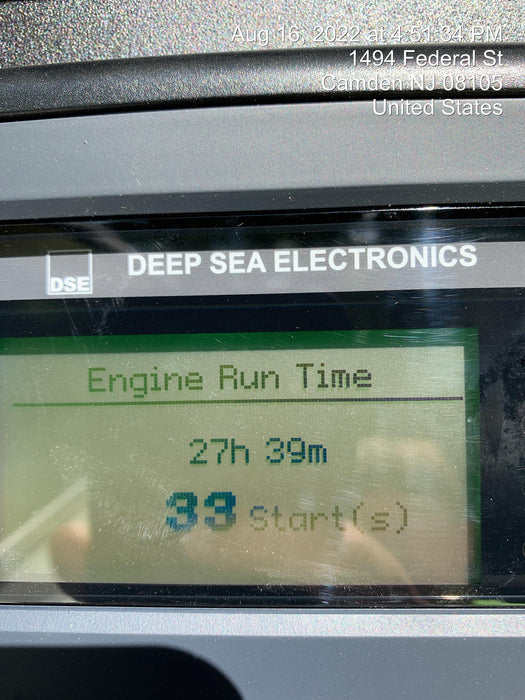 Aug 16, 2022 at 4:51:34 PM
1494 Federal St
Camden NJ 08105
United States
DSE DEEP SEA ELECTRONICS
Engine Run Time
27h 39m
33 Start(s)